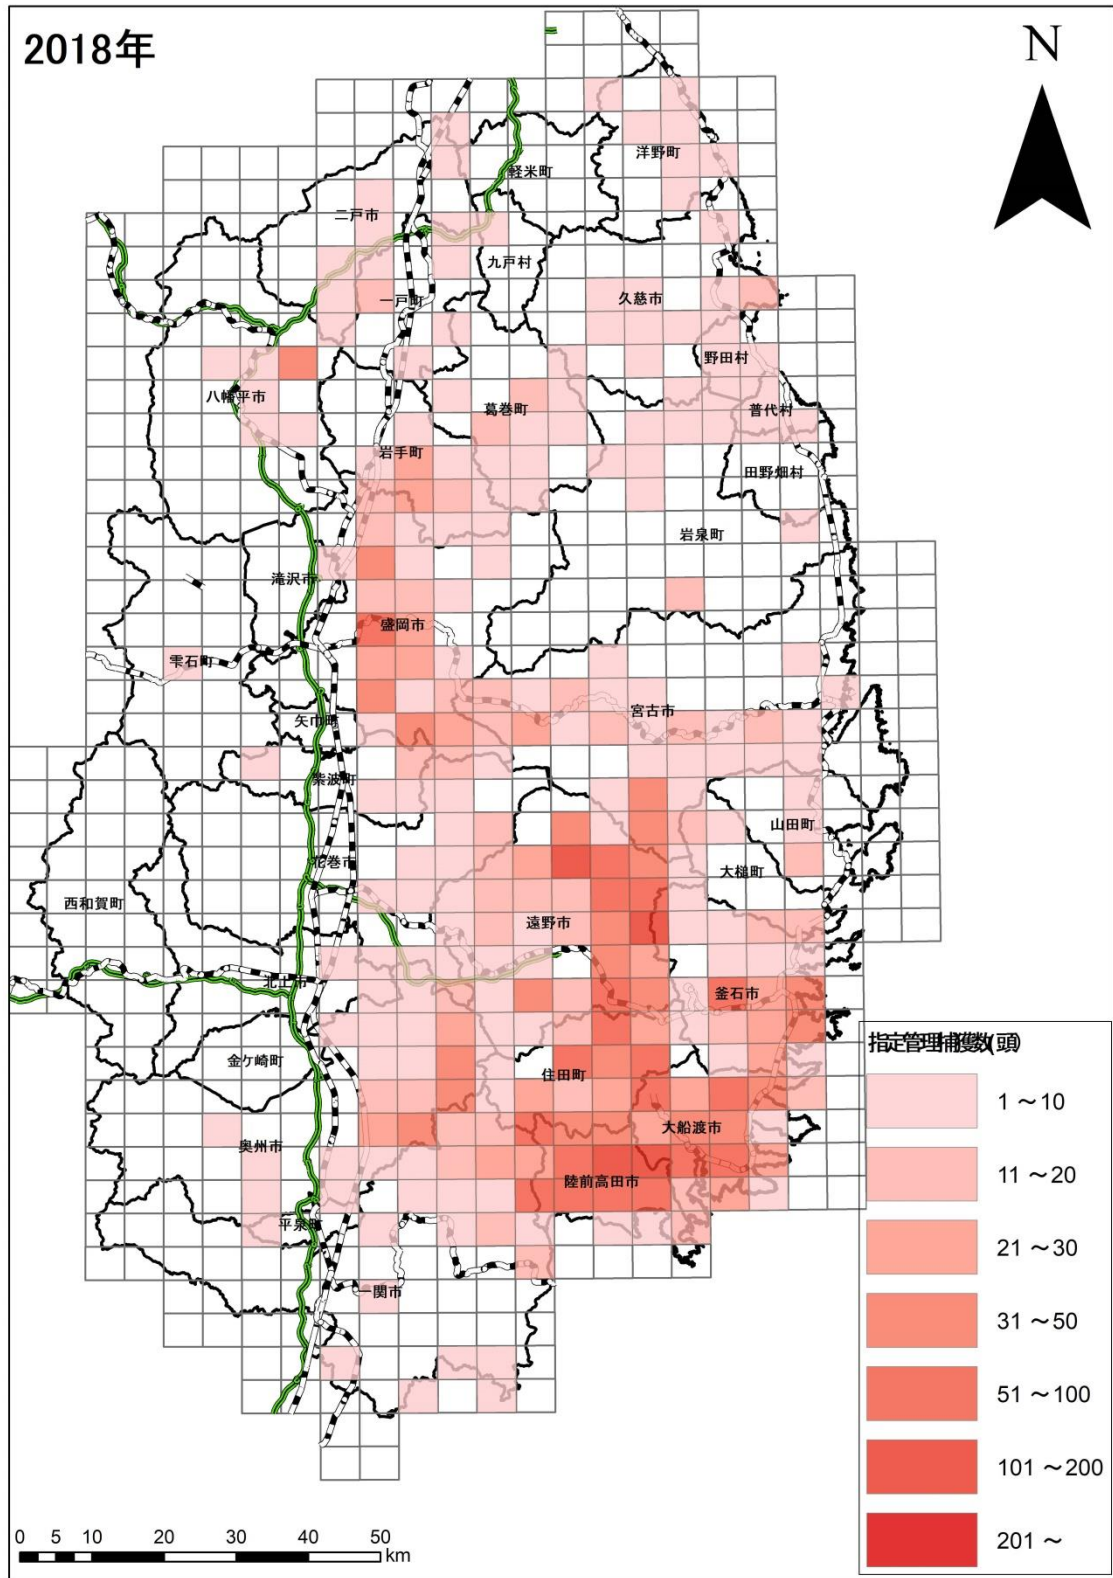 2018年
N
洋野町
軽米町
二戸市
九戸村
一戸町
久慈市
野田村
八幡平市
葛巻町
普代村
岩手町
田野畑村
岩泉町
滝沢市
盛岡市
雫石町
宮古市
矢巾町
紫波町
山田町
花巻市
大槌町
西和賀町
遠野市
北上市
釜石市
金ケ崎町
住田町
大船渡市
奥州市
陸前高田市
平泉町
一関市
指定管理捕獲数(頭)
1 ～10
11 ～20
21 ～30
31 ～50
51 ～100
101 ～200
201 ～
0 5 10 20 30 40 50
km